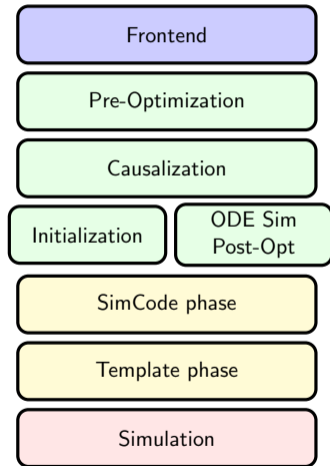 Frontend
Pre-Optimization
Causalization
Initialization
ODE Sim
Post-Opt
SimCode phase
Template phase
Simulation